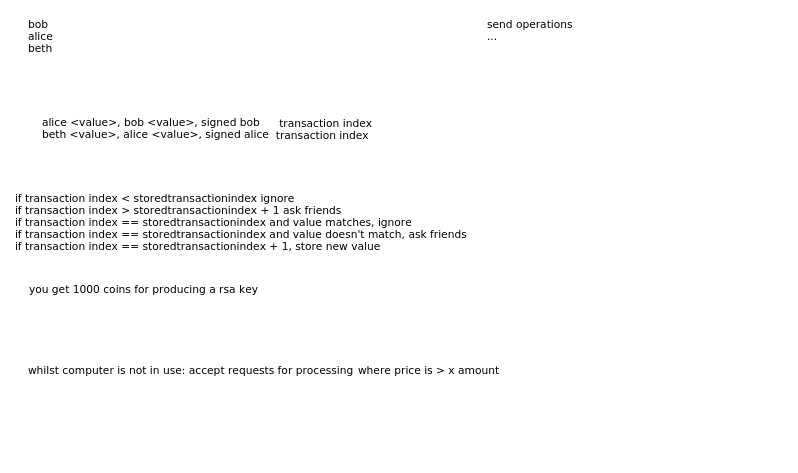 bob
alice
beth
send operations
...
alice <value>, bob <value>, signed bob transaction index
beth <value>, alice <value>, signed alice transaction index
if transaction index < storedtransactionindex ignore
if transaction index > storedtransactionindex + 1 ask friends
if transaction index == storedtransactionindex and value matches, ignore
if transaction index == storedtransactionindex and value doesn't match, ask friends
if transaction index == storedtransactionindex + 1, store new value
you get 1000 coins for producing a rsa key
whilst computer is not in use: accept requests for processing where price is > x amount